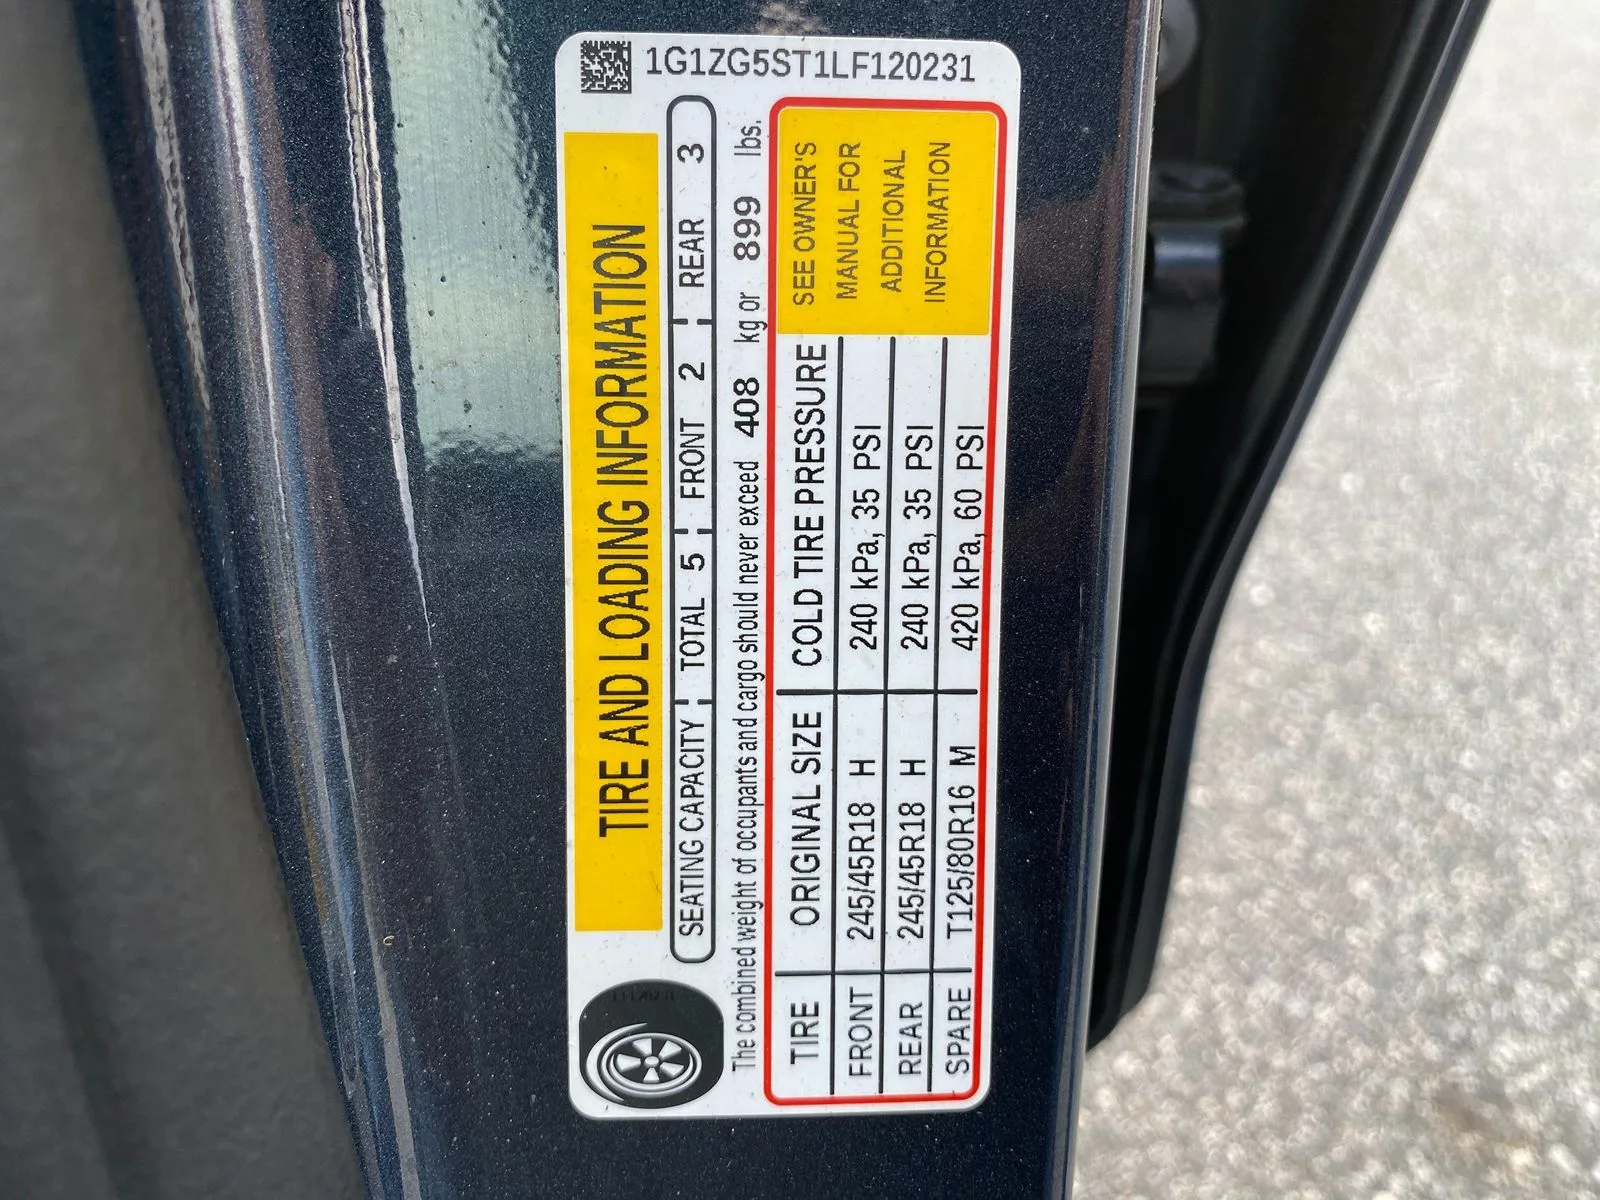 1G1ZG5ST1LF120231
TIRE AND LOADING INFORMATION
SEATING CAPACITY TOTAL 5 FRONT 2 REAR 3
The combined weight of occupants and cargo should never exceed 408 kg or 899 lbs.
TIRE ORIGINAL SIZE COLD TIRE PRESSURE
FRONT 245/45R18 H 240 kPa, 35 PSI
REAR 245/45R18 H 240 kPa, 35 PSI
SPARE T125/80R16 M 420 kPa, 60 PSI
SEE OWNER'S
MANUAL FOR
ADDITIONAL
INFORMATION